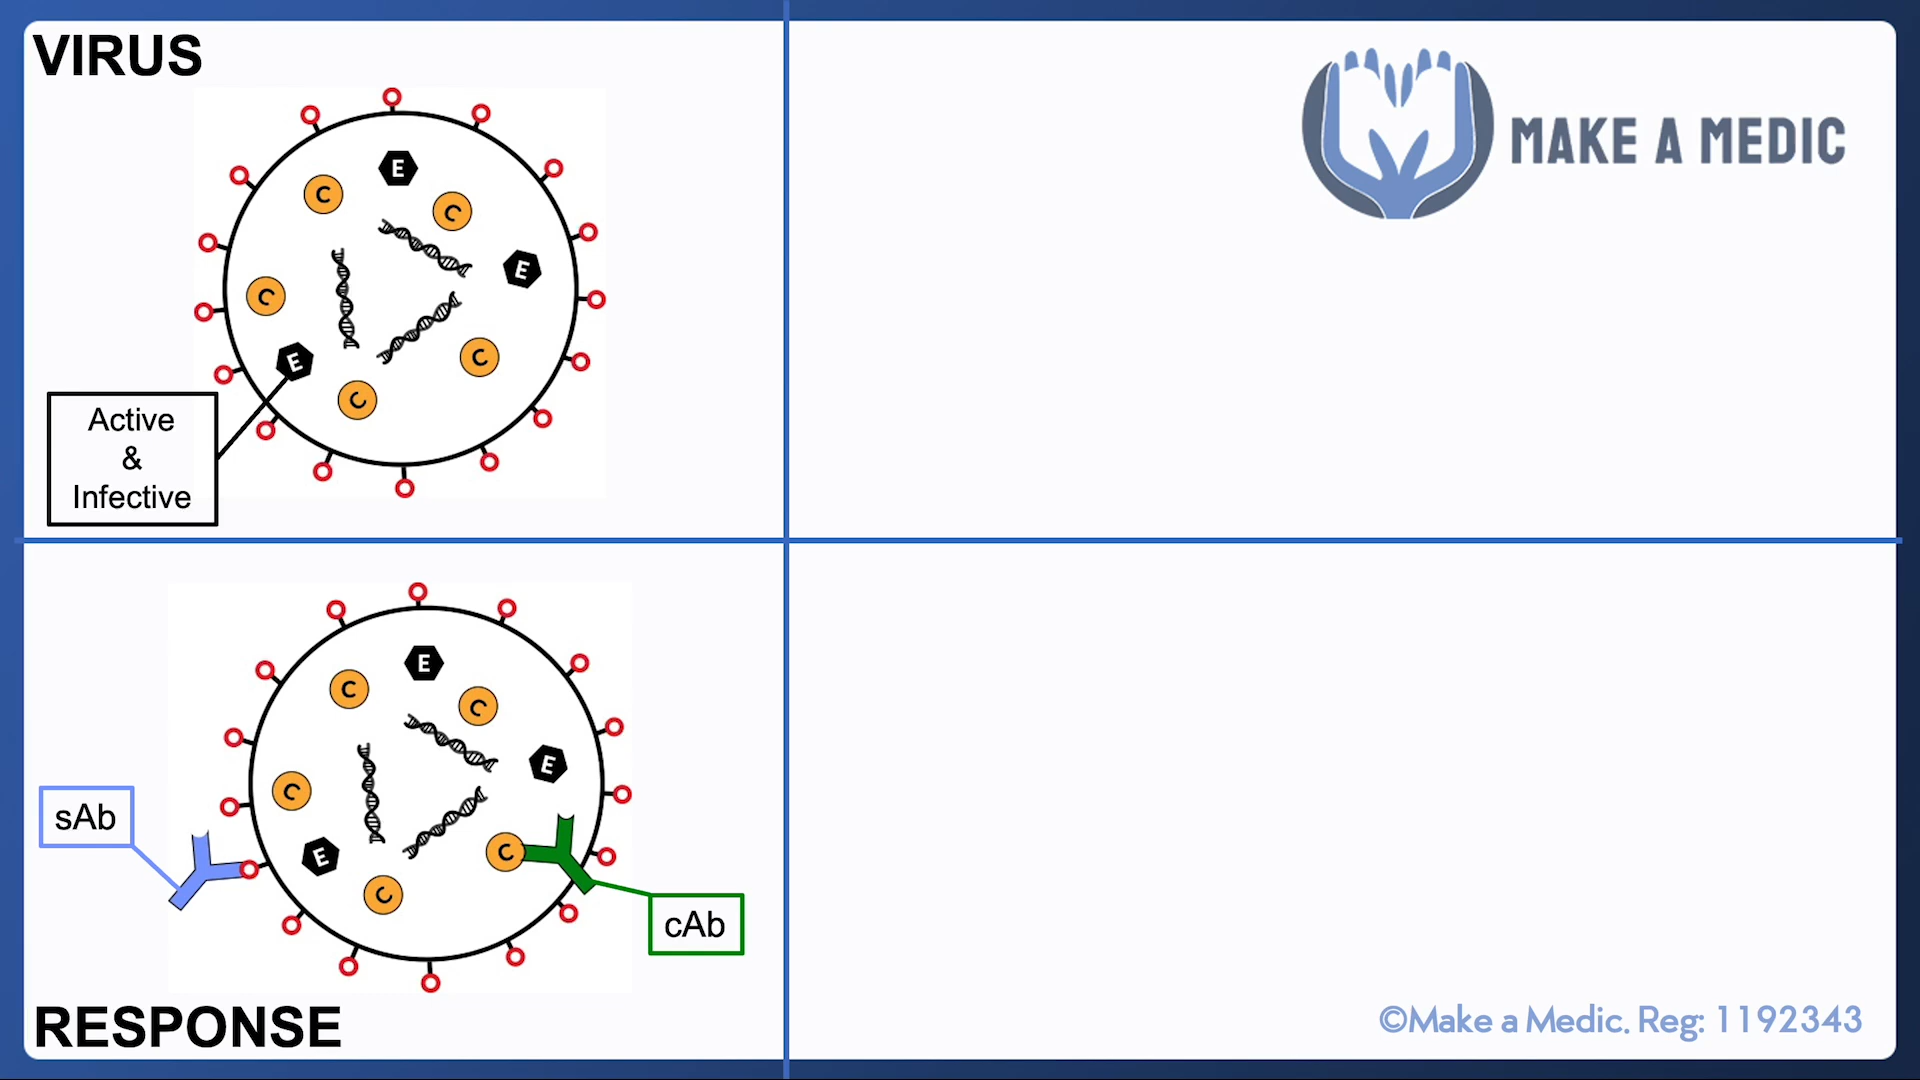 VIRUS
MAKE A MEDIC
E
C
C
E
C
E
C
C
Active
&
Infective
E
C
C
E
C
sAb
E
C
C
cAb
RESPONSE
©Make a Medic. Reg: 1192343